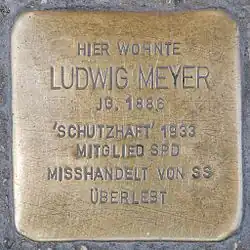 HIER WOHNTE
LUDWIG MEYER
JG. 1886
'SCHUTZHAFT' 1933
MITGLIED SPD
MISSHANDELT VON SS
ÜBERLEBT